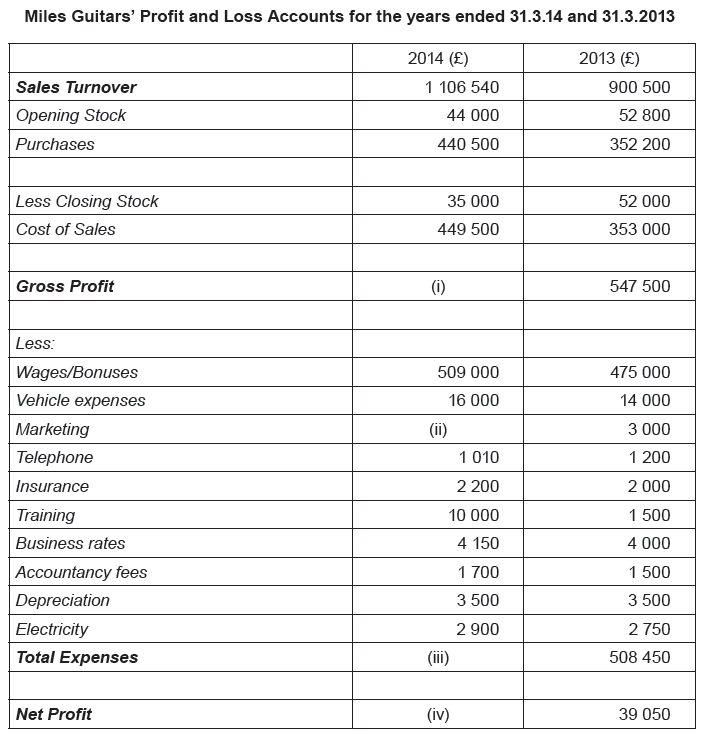 Miles Guitars' Profit and Loss Accounts for the years ended 31.3.14 and 31.3.2013
2014 (£) 2013 (£)
Sales Turnover 1 106 540 900 500
Opening Stock 44 000 52 800
Purchases 440 500 352 200
Less Closing Stock 35 000 52 000
Cost of Sales 449 500 353 000
Gross Profit (i) 547 500
Less:
Wages/Bonuses 509 000 475 000
Vehicle expenses 16 000 14 000
Marketing (ii) 3 000
Telephone 1 010 1 200
Insurance 2 200 2 000
Training 10 000 1 500
Business rates 4 150 4 000
Accountancy fees 1 700 1 500
Depreciation 3 500 3 500
Electricity 2 900 2 750
Total Expenses (iii) 508 450
Net Profit (iv) 39 050